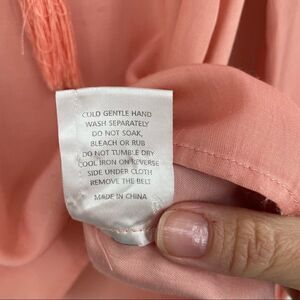 COLD GENTLE HAND
WASH SEPARATELY
DO NOT SOAK,
BLEACH OR RUB
DO NOT TUMBLE DRY
COOL IRON ON REVERSE
SIDE UNDER CLOTH
REMOVE THE BELT
MADE IN CHINA